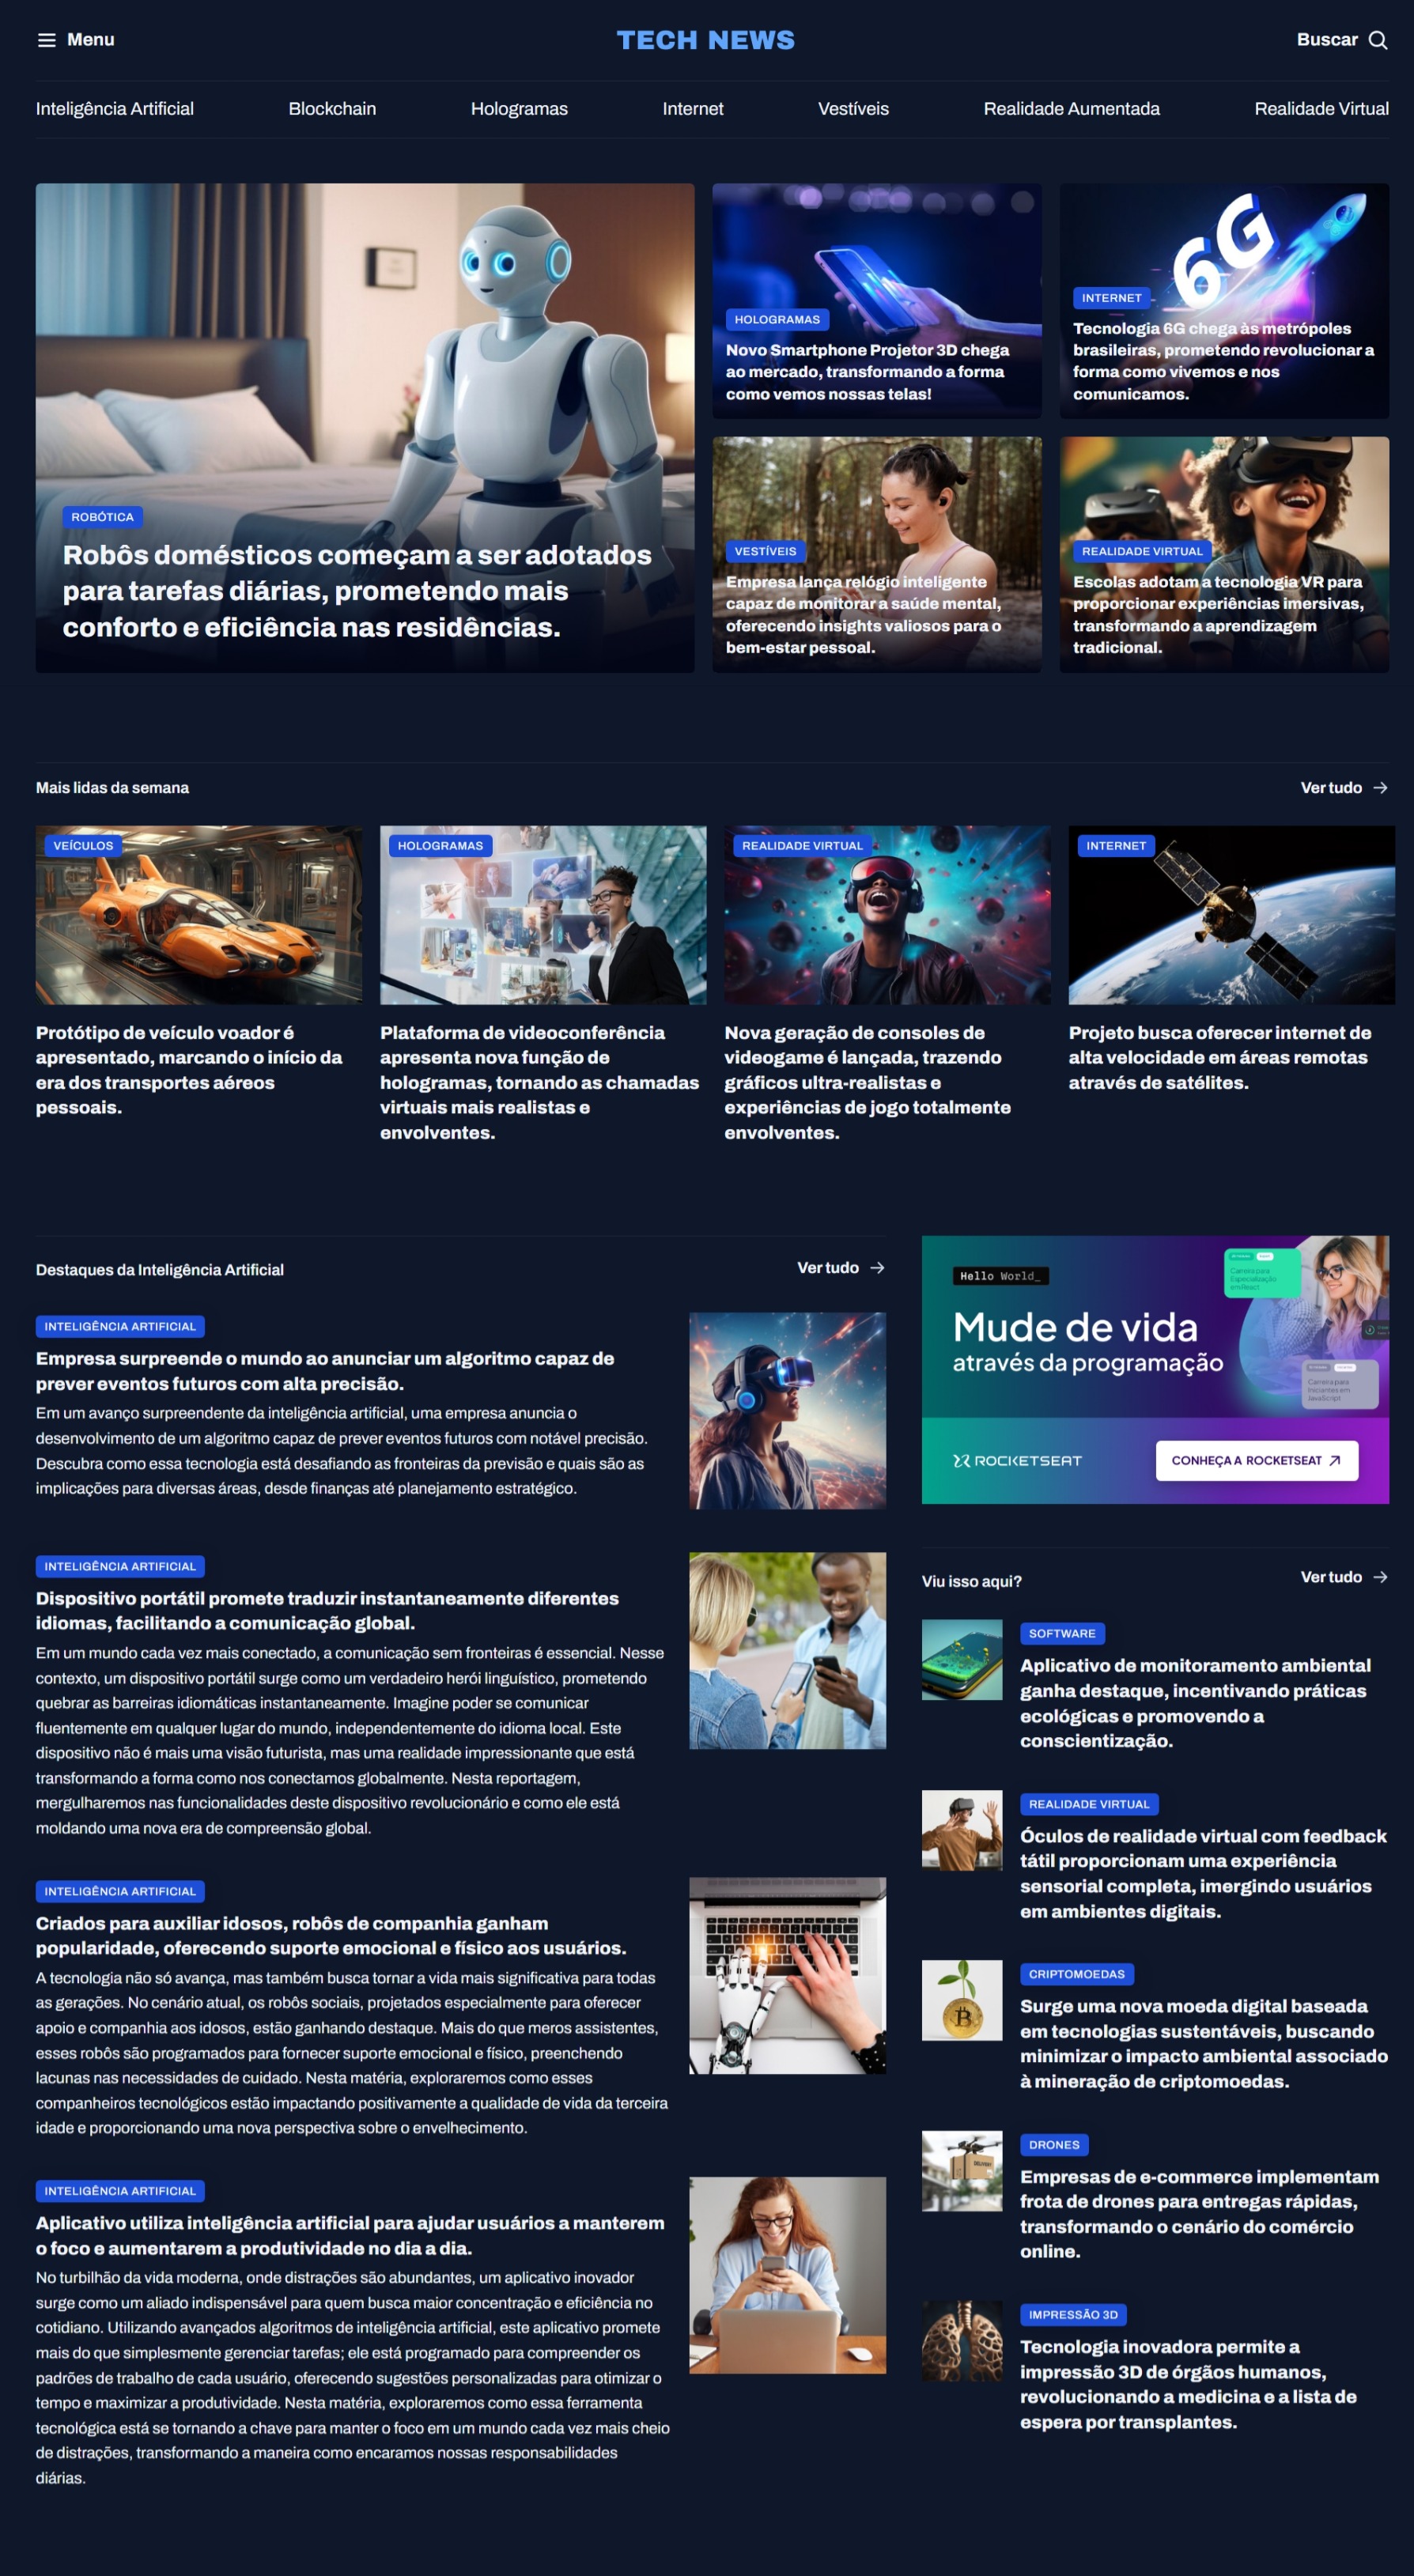 Menu
TECH NEWS
Buscar
Inteligência Artificial
Blockchain
Hologramas
Internet
Vestíveis
Realidade Aumentada
Realidade Virtual
ROBÓTICA
Robôs domésticos começam a ser adotados
para tarefas diárias, prometendo mais
conforto e eficiência nas residências.
HOLOGRAMAS
Novo Smartphone Projetor 3D chega
ao mercado, transformando a forma
como vemos nossas telas!
6G
INTERNET
Tecnologia 6G chega às metrópoles
brasileiras, prometendo revolucionar a
forma como vivemos e nos
comunicamos.
VESTÍVEIS
Empresa lança relógio inteligente
capaz de monitorar a saúde mental,
oferecendo insights valiosos para o
bem-estar pessoal.
REALIDADE VIRTUAL
Escolas adotam a tecnologia VR para
proporcionar experiências imersivas,
transformando a aprendizagem
tradicional.
Mais lidas da semana
Ver tudo
VEÍCULOS
Protótipo de veículo voador é
apresentado, marcando o início da
era dos transportes aéreos
pessoais.
HOLOGRAMAS
Plataforma de videoconferência
apresenta nova função de
hologramas, tornando as chamadas
virtuais mais realistas e
envolventes.
REALIDADE VIRTUAL
Nova geração de consoles de
videogame é lançada, trazendo
gráficos ultra-realistas e
experiências de jogo totalmente
envolventes.
INTERNET
Projeto busca oferecer internet de
alta velocidade em áreas remotas
através de satélites.
Destaques da Inteligência Artificial
Ver tudo
INTELIGÊNCIA ARTIFICIAL
Empresa surpreende o mundo ao anunciar um algoritmo capaz de
prever eventos futuros com alta precisão.
Em um avanço surpreendente da inteligência artificial, uma empresa anuncia o
desenvolvimento de um algoritmo capaz de prever eventos futuros com notável precisão.
Descubra como essa tecnologia está desafiando as fronteiras da previsão e quais são as
implicações para diversas áreas, desde finanças até planejamento estratégico.
INTELIGÊNCIA ARTIFICIAL
Dispositivo portátil promete traduzir instantaneamente diferentes
idiomas, facilitando a comunicação global.
Em um mundo cada vez mais conectado, a comunicação sem fronteiras é essencial. Nesse
contexto, um dispositivo portátil surge como um verdadeiro herói linguístico, prometendo
quebrar as barreiras idiomáticas instantaneamente. Imagine poder se comunicar
fluentemente em qualquer lugar do mundo, independentemente do idioma local. Este
dispositivo não é mais uma visão futurista, mas uma realidade impressionante que está
transformando a forma como nos conectamos globalmente. Nesta reportagem,
mergulharemos nas funcionalidades deste dispositivo revolucionário e como ele está
moldando uma nova era de compreensão global.
INTELIGÊNCIA ARTIFICIAL
Criados para auxiliar idosos, robôs de companhia ganham
popularidade, oferecendo suporte emocional e físico aos usuários.
A tecnologia não só avança, mas também busca tornar a vida mais significativa para todas
as gerações. No cenário atual, os robôs sociais, projetados especialmente para oferecer
apoio e companhia aos idosos, estão ganhando destaque. Mais do que meros assistentes,
esses robôs são programados para fornecer suporte emocional e físico, preenchendo
lacunas nas necessidades de cuidado. Nesta matéria, exploraremos como esses
companheiros tecnológicos estão impactando positivamente a qualidade de vida da terceira
idade e proporcionando uma nova perspectiva sobre o envelhecimento.
INTELIGÊNCIA ARTIFICIAL
Aplicativo utiliza inteligência artificial para ajudar usuários a manterem
o foco e aumentarem a produtividade no dia a dia.
No turbilhão da vida moderna, onde distrações são abundantes, um aplicativo inovador
surge como um aliado indispensável para quem busca maior concentração e eficiência no
cotidiano. Utilizando avançados algoritmos de inteligência artificial, este aplicativo promete
mais do que simplesmente gerenciar tarefas; ele está programado para compreender os
padrões de trabalho de cada usuário, oferecendo sugestões personalizadas para otimizar o
tempo e maximizar a produtividade. Nesta matéria, exploraremos como essa ferramenta
tecnológica está se tornando a chave para manter o foco em um mundo cada vez mais cheio
de distrações, transformando a maneira como encaramos nossas responsabilidades
diárias.
Hello World_
Mude de vida
através da programação
Carreira para
Especialização
em React
Carreira para
Iniciantes em
JavaScript
ROCKETSEAT
CONHEÇA A ROCKETSEAT
Viu isso aqui?
Ver tudo
SOFTWARE
Aplicativo de monitoramento ambiental
ganha destaque, incentivando práticas
ecológicas e promovendo a
conscientização.
REALIDADE VIRTUAL
Óculos de realidade virtual com feedback
tátil proporcionam uma experiência
sensorial completa, imergindo usuários
em ambientes digitais.
CRIPTOMOEDAS
Surge uma nova moeda digital baseada
em tecnologias sustentáveis, buscando
minimizar o impacto ambiental associado
à mineração de criptomoedas.
DELIVERY
DRONES
Empresas de e-commerce implementam
frota de drones para entregas rápidas,
transformando o cenário do comércio
online.
IMPRESSÃO 3D
Tecnologia inovadora permite a
impressão 3D de órgãos humanos,
revolucionando a medicina e a lista de
espera por transplantes.